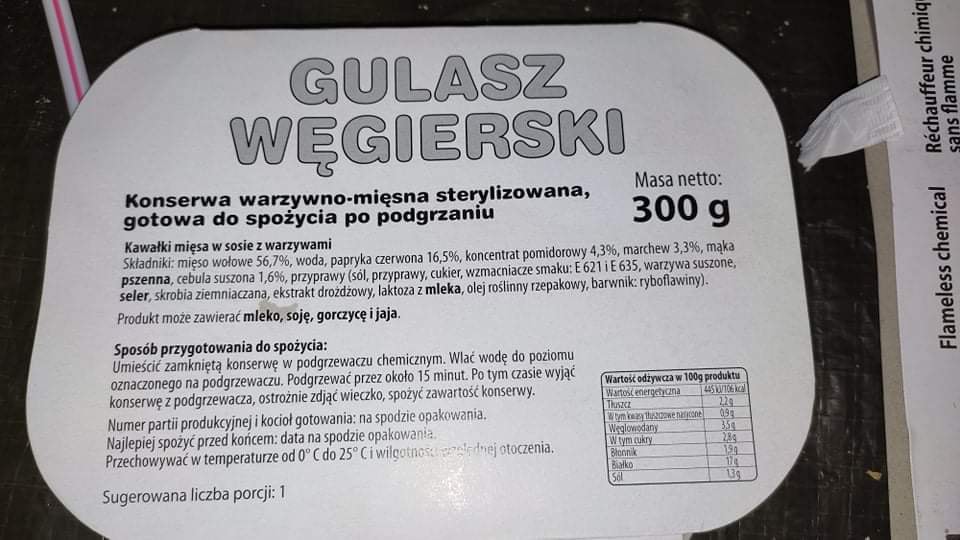 GULASZ
WĘGIERSKI
Konserwa warzywno-mięsna sterylizowana,
gotowa do spożycia po podgrzaniu
Masa netto:
300 g
Kawałki mięsa w sosie z warzywami
Składniki: mięso wołowe 56,7%, woda, papryka czerwona 16,5%, koncentrat pomidorowy 4,3%, marchew 3,3%, mąka
pszenna, cebula suszona 1,6%, przyprawy (sól, przyprawy, cukier, wzmacniacze smaku: E 621 i E 635, warzywa suszone,
seler, skrobia ziemniaczana, ekstrakt drożdżowy, laktoza z mleka, olej roślinny rzepakowy, barwnik: ryboflawiny).
Produkt może zawierać mleko, soję, gorczycę i jaja.
Sposób przygotowania do spożycia:
Umieścić zamkniętą konserwę w podgrzewaczu chemicznym. Wlać wodę do poziomu
oznaczonego na podgrzewaczu. Podgrzewać przez około 15 minut. Po tym czasie wyjąć
konserwę z podgrzewacza, ostrożnie zdjąć wieczko, spożyć zawartość konserwy.
Numer partii produkcyjnej i kocioł gotowania: na spodzie opakowania.
Najlepiej spożyć przed końcem: data na spodzie opakowania.
Przechowywać w temperaturze od 0° C do 25° C i wilgotności względnej otoczenia.
Sugerowana liczba porcji: 1
Wartość odżywcza w 100g produktu
Wartość energetyczna 445 kJ/106 kcal
Tłuszcz 2,2 g
W tym kwasy tłuszczowe nasycone 0,9 g
Węglowodany 3,5 g
W tym cukry 2,8 g
Błonnik 1,9 g
Białko 17 g
Sól 1,3 g
Flameless chemical
Réchauffeur chimiq
sans flamme